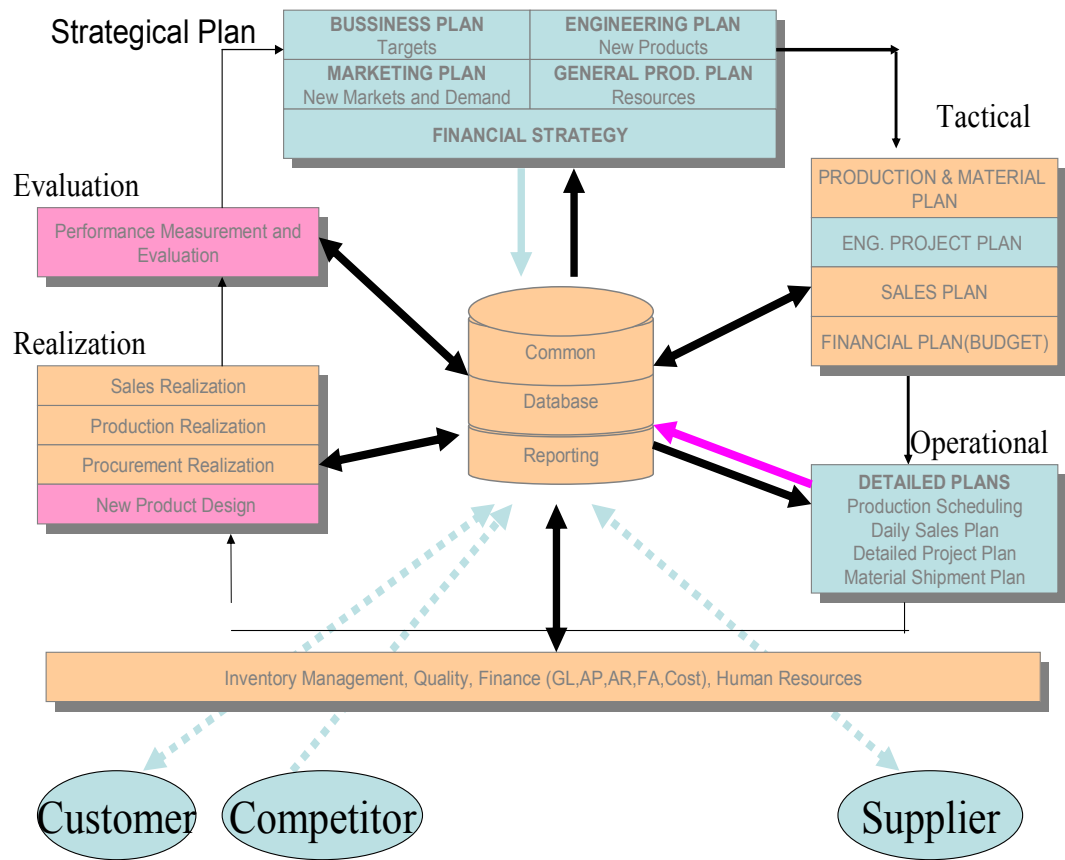 Strategical Plan
BUSSINESS PLAN
Targets
ENGINEERING PLAN
New Products
MARKETING PLAN
New Markets and Demand
GENERAL PROD. PLAN
Resources
FINANCIAL STRATEGY
Tactical
PRODUCTION & MATERIAL
PLAN
ENG. PROJECT PLAN
SALES PLAN
FINANCIAL PLAN(BUDGET)
Evaluation
Performance Measurement and
Evaluation
Realization
Sales Realization
Production Realization
Procurement Realization
New Product Design
Common
Database
Reporting
Operational
DETAILED PLANS
Production Scheduling
Daily Sales Plan
Detailed Project Plan
Material Shipment Plan
Inventory Management, Quality, Finance (GL,AP,AR,FA,Cost), Human Resources
Customer
Competitor
Supplier